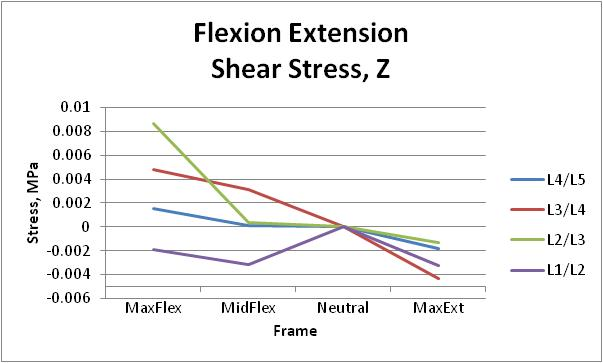 Flexion Extension
Shear Stress, Z
0.01
0.008
0.006
0.004
0.002
0
-0.002
-0.004
-0.006
Stress, MPa
MaxFlex MidFlex Neutral MaxExt
Frame
L4/L5
L3/L4
L2/L3
L1/L2